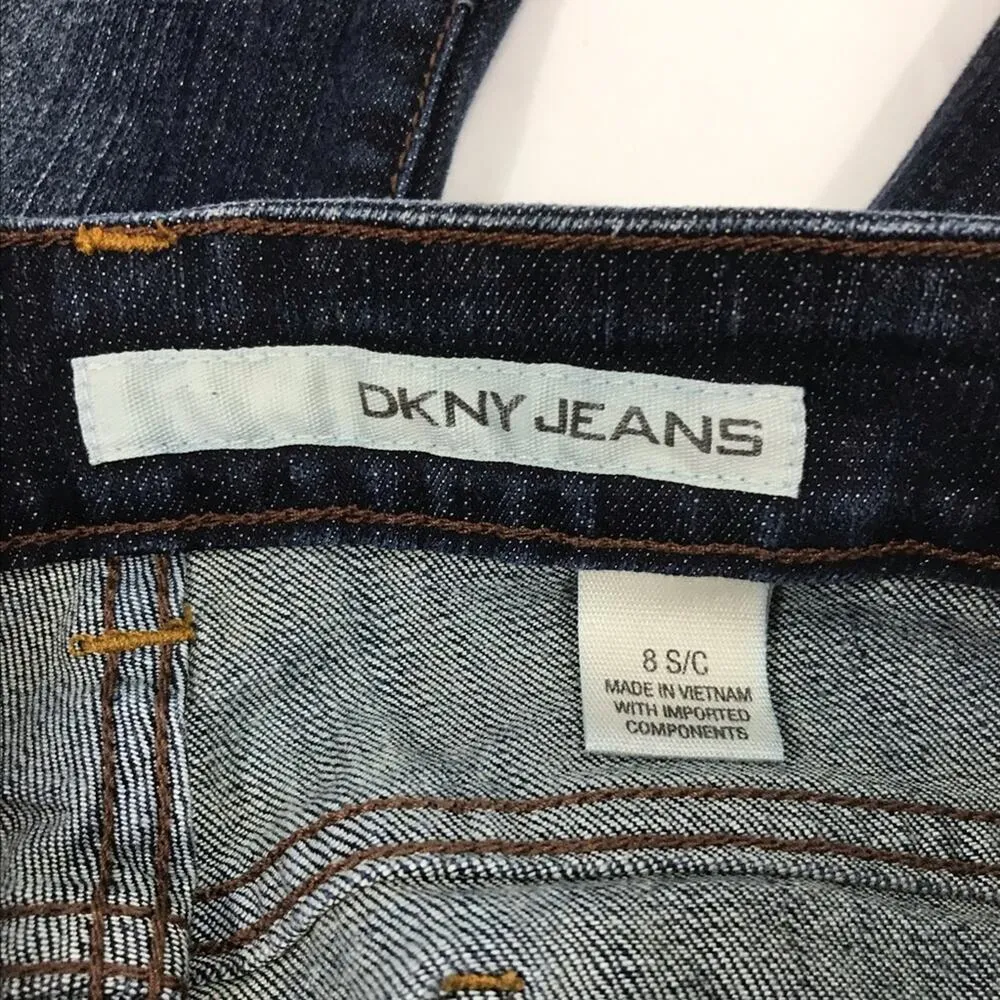 DKNY JEANS
8 S/C
MADE IN VIETNAM
WITH IMPORTED
COMPONENTS